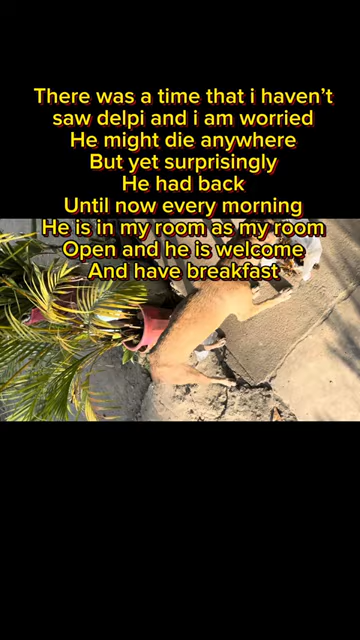 There was a time that i haven't
saw delpi and i am worried
He might die anywhere
But yet surprisingly
He had back
Until now every morning
He is in my room as my room
Open and he is welcome
And have breakfast